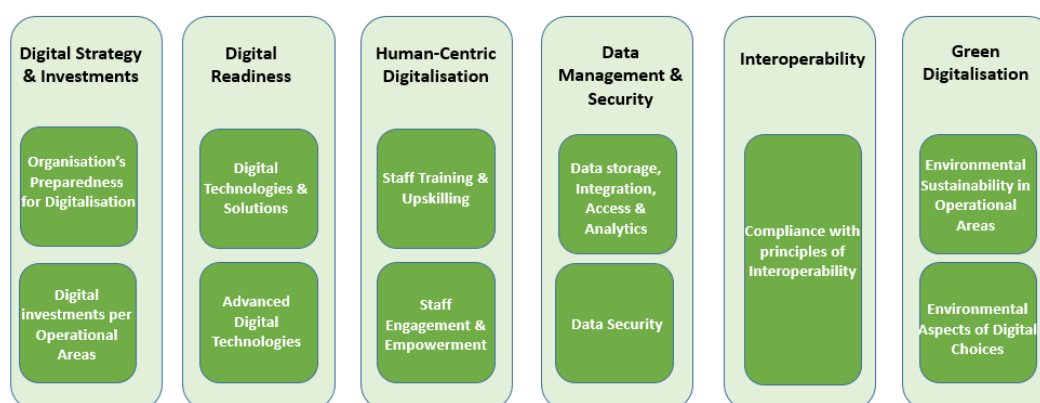 Digital Strategy
& Investments
Organisation's
Preparedness
for Digitalisation
Digital
investments per
Operational
Areas
Digital
Readiness
Digital
Technologies &
Solutions
Advanced
Digital
Technologies
Human-Centric
Digitalisation
Staff Training &
Upskilling
Staff
Engagement &
Empowerment
Data
Management &
Security
Data storage,
Integration,
Access &
Analytics
Data Security
Interoperability
Compliance with
principles of
Interoperability
Green
Digitalisation
Environmental
Sustainability in
Operational
Areas
Environmental
Aspects of Digital
Choices